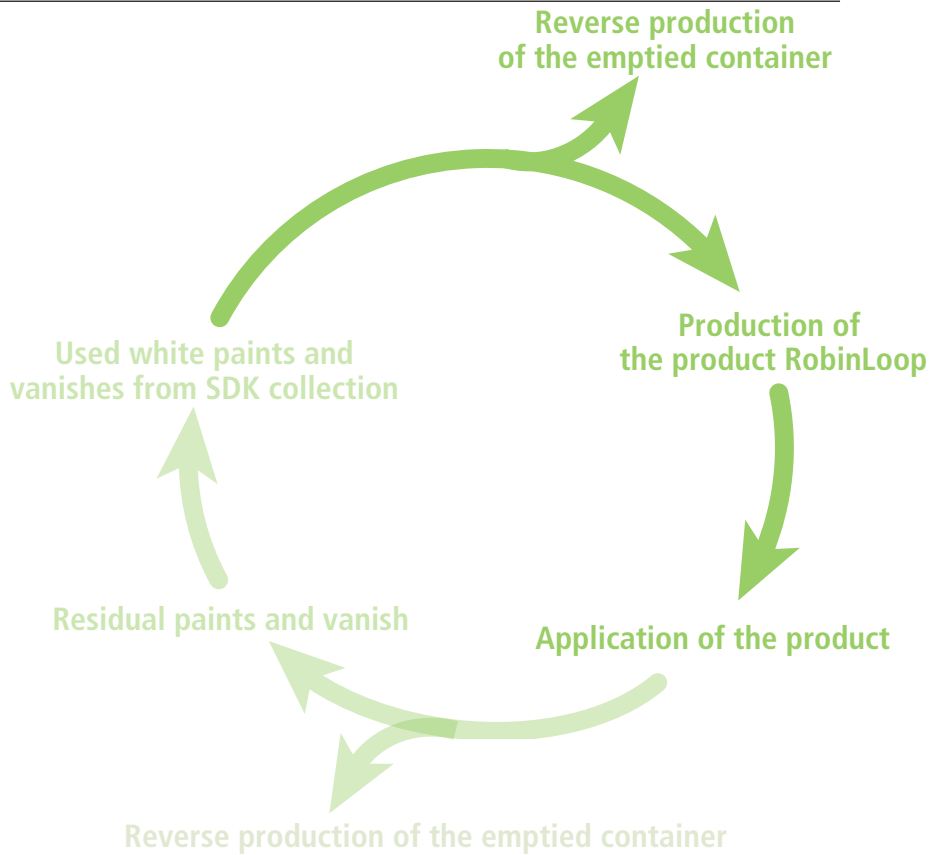 Reverse production
of the emptied container
Production of
the product RobinLoop
Used white paints and
vanishes from SDK collection
Residual paints and vanish
Application of the product
Reverse production of the emptied container